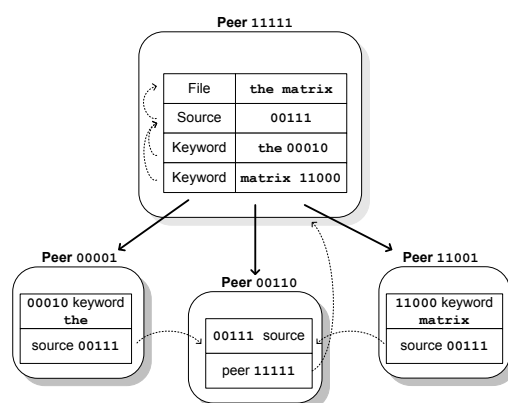 Peer 11111
File the matrix
Source 00111
Keyword the 00010
Keyword matrix 11000
Peer 00001
00010 keyword
the
source 00111
Peer 00110
00111 source
peer 11111
Peer 11001
11000 keyword
matrix
source 00111